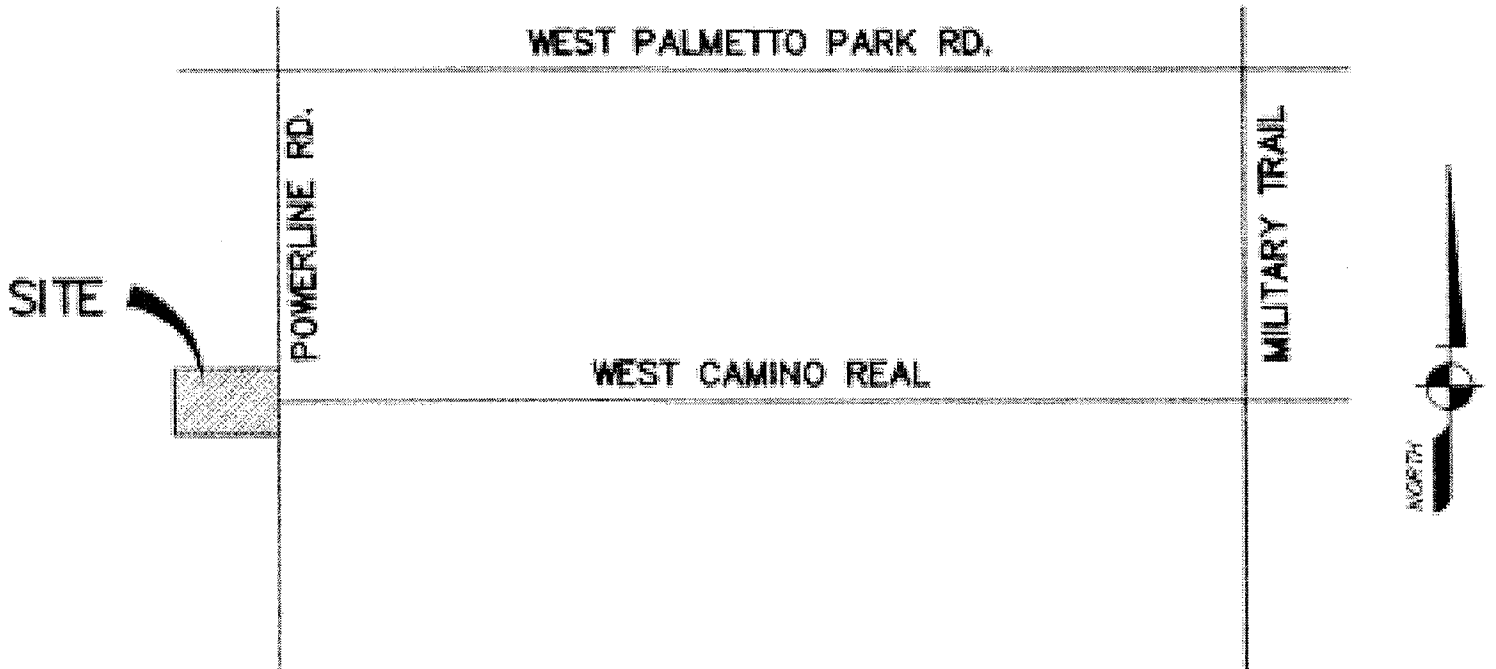 WEST PALMETTO PARK RD.
POWERLINE RD.
MILITARY TRAIL
SITE
WEST CAMINO REAL
NORTH